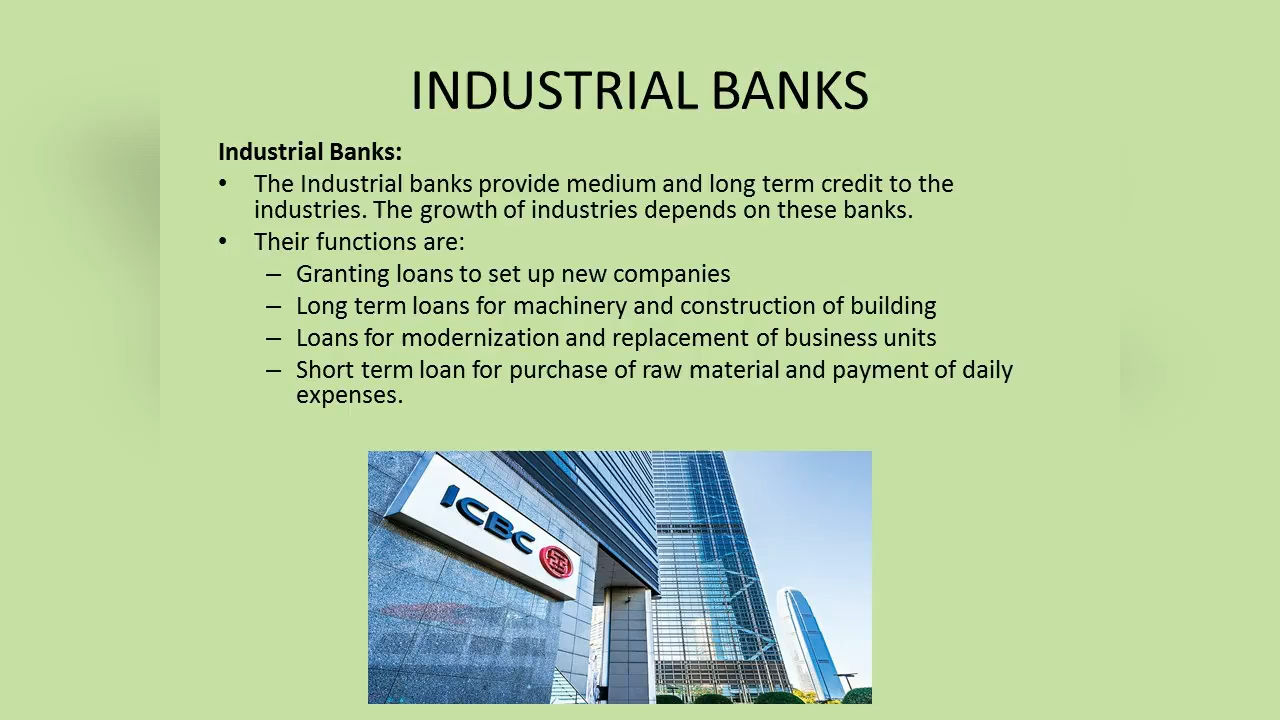 INDUSTRIAL BANKS
Industrial Banks:
• The Industrial banks provide medium and long term credit to the
industries. The growth of industries depends on these banks.
• Their functions are:
– Granting loans to set up new companies
– Long term loans for machinery and construction of building
– Loans for modernization and replacement of business units
– Short term loan for purchase of raw material and payment of daily
expenses.
ICBC